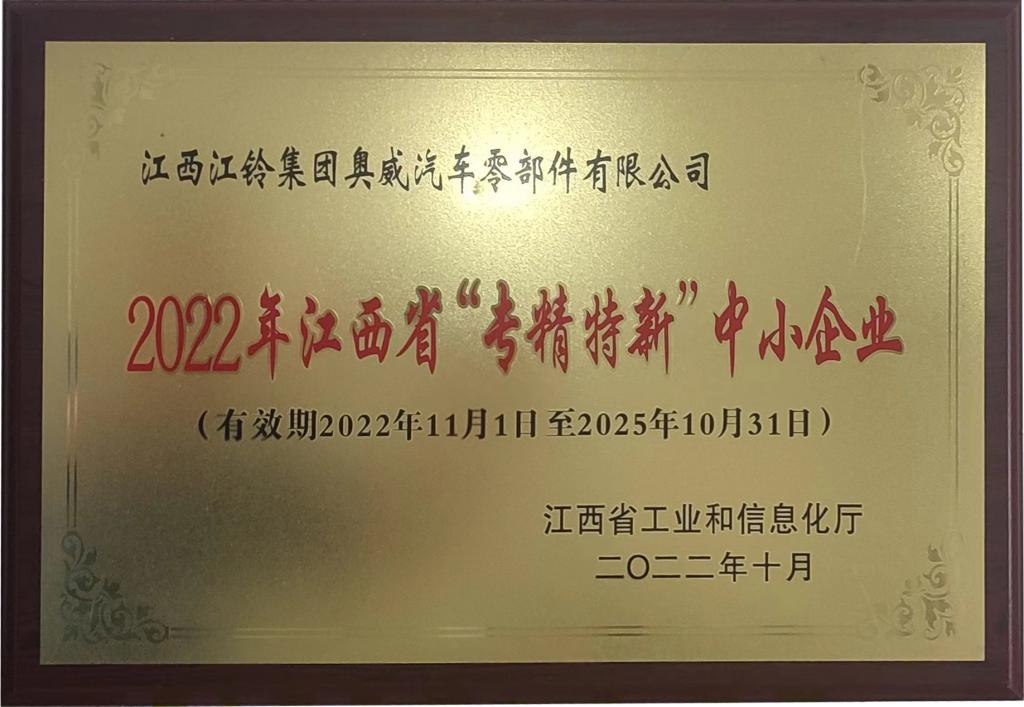 江西江铃集团奥威汽车零部件有限公司
2022年江西省“专精特新”中小企业
（有效期2022年11月1日至2025年10月31日）
江西省工业和信息化厅
二〇二二年十月